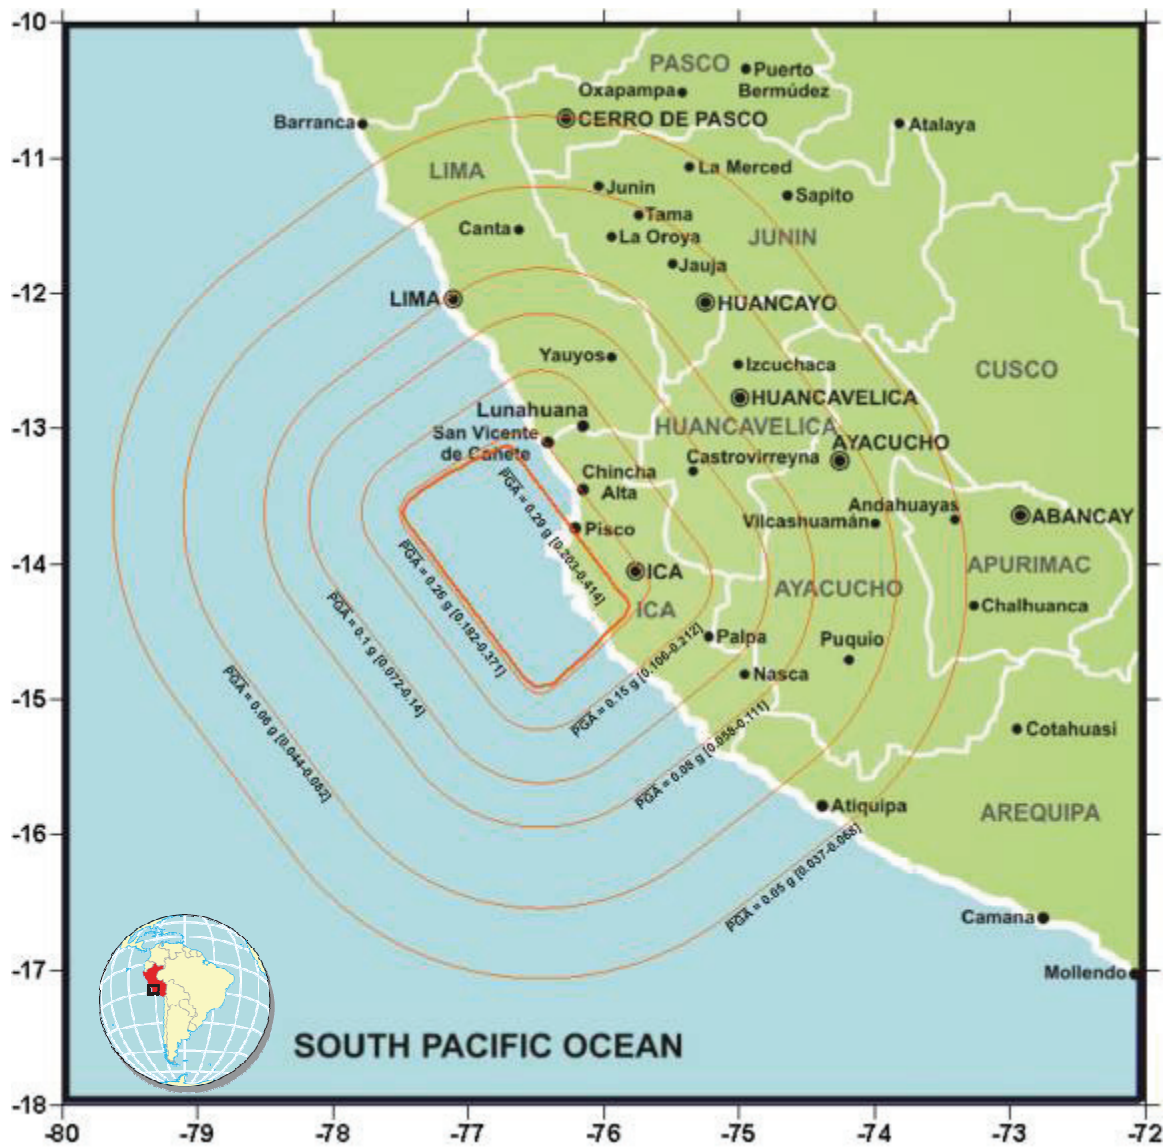 -10
PASCO
Puerto
Bermúdez
Oxapampa
CERRO DE PASCO
Barranca
Atalaya
-11
LIMA
La Merced
Junin
Sapito
Tama
Canta
La Oroya
JUNIN
Jauja
-12
LIMA
HUANCAYO
Yauyos
Izcuchaca
CUSCO
HUANCAVELICA
Lunahuana
-13
San Vicente
de Cañete
HUANCAVELICA
AYACUCHO
Castrovirreyna
Chincha
Alta
Andahuayas
Pisco
Vilcashuamán
ABANCAY
-14
ICA
APURIMAC
AYACUCHO
ICA
Chalhuanca
Palpa
Puquio
Nasca
PGA = 0.29 g [0.203-0.414]
PGA = 0.26 g [0.182-0.371]
PGA = 0.1 g [0.072-0.14]
PGA = 0.15 g [0.106-0.212]
PGA = 0.06 g [0.044-0.082]
PGA = 0.08 g [0.058-0.111]
PGA = 0.05 g [0.037-0.068]
-15
Cotahuasi
Atiquipa
AREQUIPA
-16
Camana
-17
Mollendo
SOUTH PACIFIC OCEAN
-18
-80
-79
-78
-77
-76
-75
-74
-73
-72